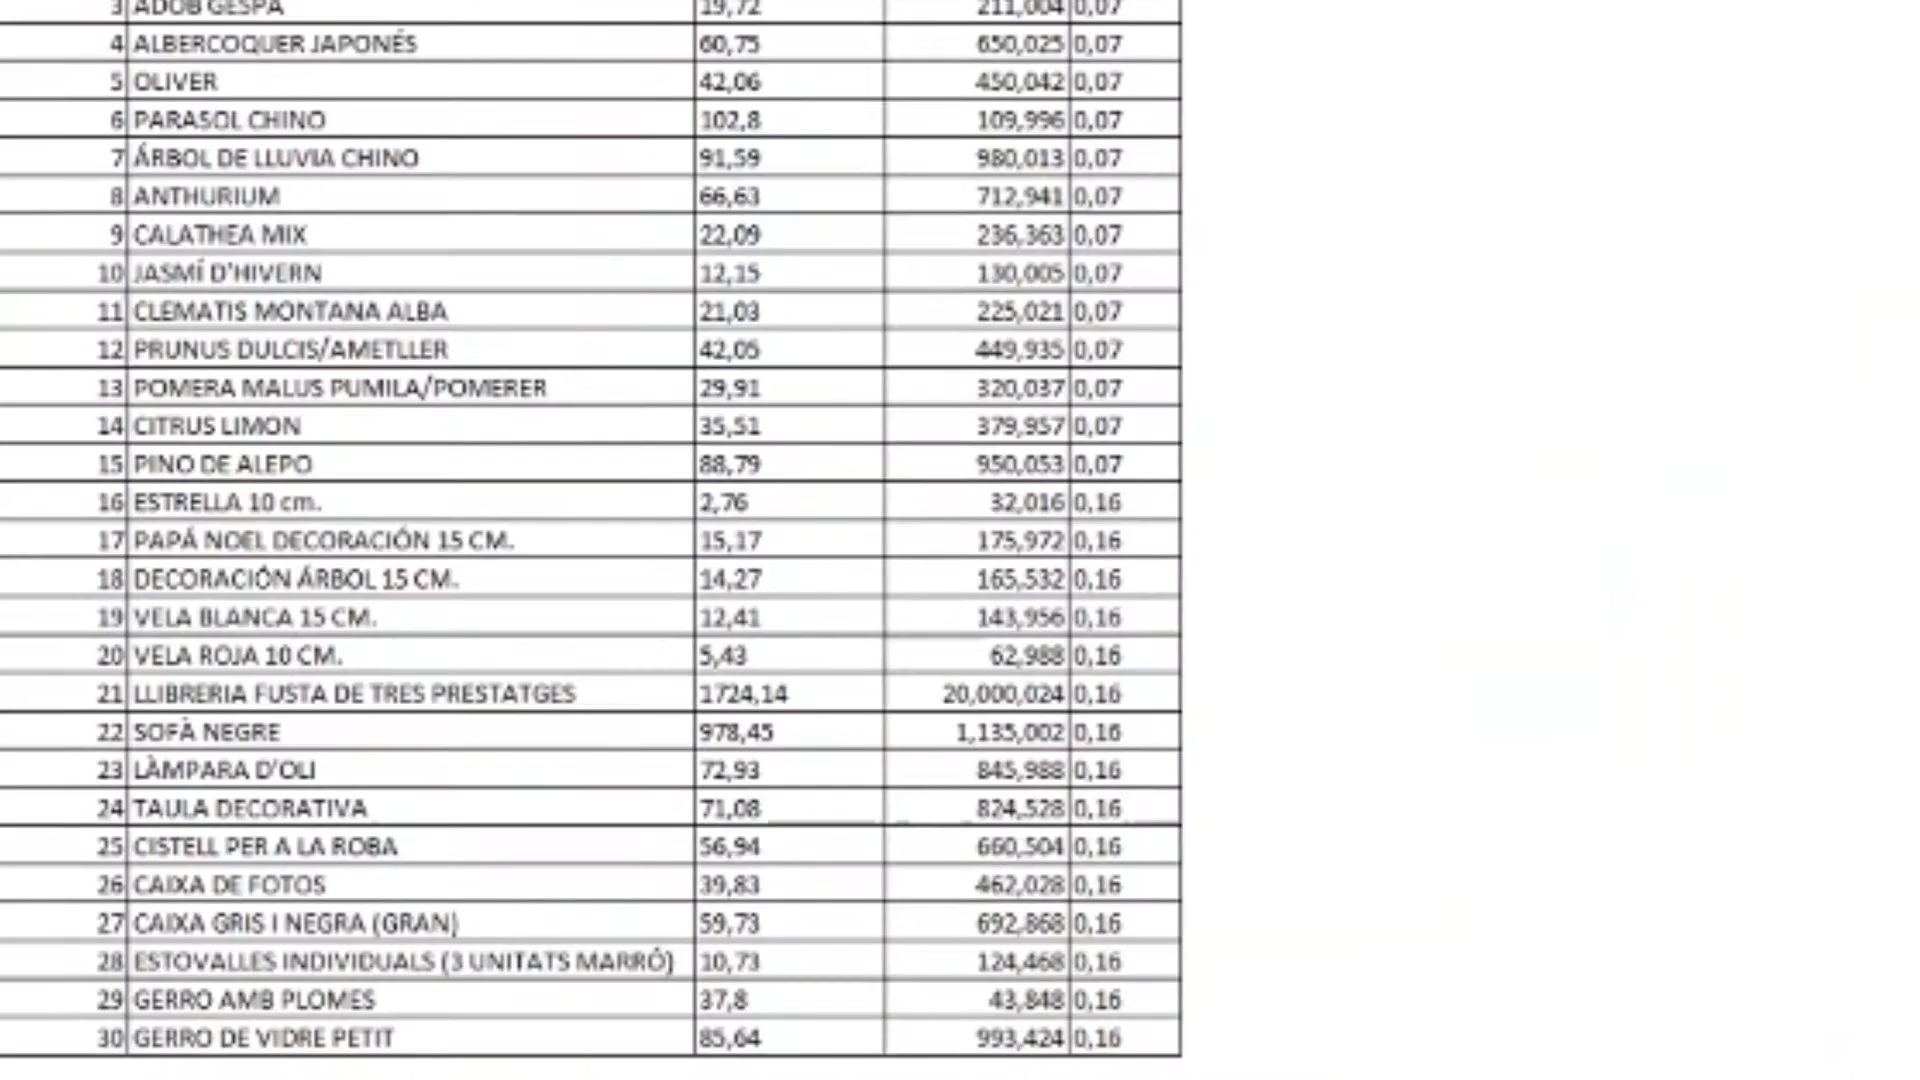 3 ADOB GESPA 19,72 211,004 0,07
4 ALBERCOQUER JAPONÉS 60,75 650,025 0,07
5 OLIVER 42,06 450,042 0,07
6 PARASOL CHINO 102,8 109,996 0,07
7 ÁRBOL DE LLUVIA CHINO 91,59 980,013 0,07
8 ANTHURIUM 66,63 712,941 0,07
9 CALATHEA MIX 22,09 236,363 0,07
10 JASMÍ D'HIVERN 12,15 130,005 0,07
11 CLEMATIS MONTANA ALBA 21,03 225,021 0,07
12 PRUNUS DULCIS/AMETLLER 42,05 449,935 0,07
13 POMERA MALUS PUMILA/POMERER 29,91 320,037 0,07
14 CITRUS LIMON 35,51 379,957 0,07
15 PINO DE ALEPO 88,79 950,053 0,07
16 ESTRELLA 10 cm. 2,76 32,016 0,16
17 PAPÁ NOEL DECORACIÓN 15 CM. 15,17 175,972 0,16
18 DECORACIÓN ÁRBOL 15 CM. 14,27 165,532 0,16
19 VELA BLANCA 15 CM. 12,41 143,956 0,16
20 VELA ROJA 10 CM. 5,43 62,988 0,16
21 LLIBRERIA FUSTA DE TRES PRESTATGES 1724,14 20,000,024 0,16
22 SOFÀ NEGRE 978,45 1,135,002 0,16
23 LÀMPARA D'OLI 72,93 845,988 0,16
24 TAULA DECORATIVA 71,08 824,528 0,16
25 CISTELL PER A LA ROBA 56,94 660,504 0,16
26 CAIXA DE FOTOS 39,83 462,028 0,16
27 CAIXA GRIS I NEGRA (GRAN) 59,73 692,868 0,16
28 ESTOVALLES INDIVIDUALS (3 UNITATS MARRÓ) 10,73 124,468 0,16
29 GERRO AMB PLOMES 37,8 43,848 0,16
30 GERRO DE VIDRE PETIT 85,64 993,424 0,16